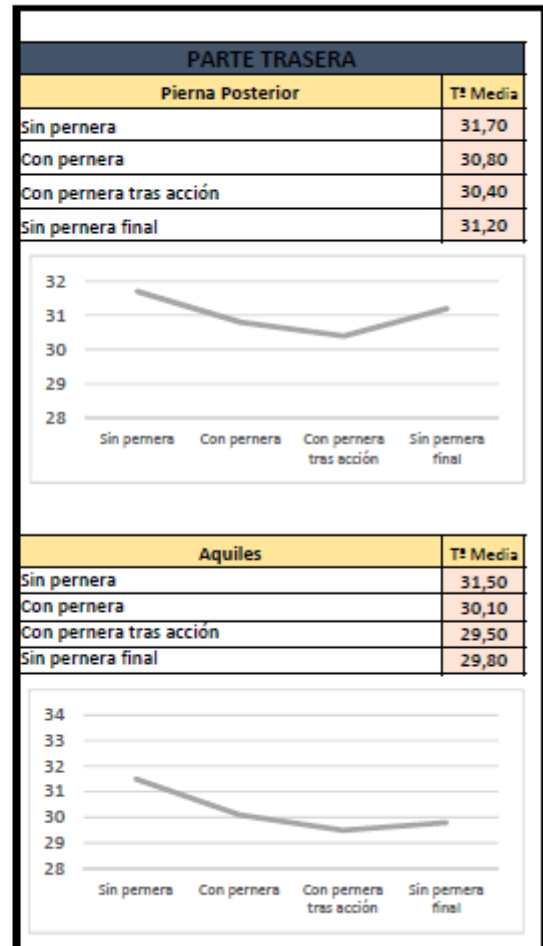 PARTE TRASERA
Pierna Posterior Tª Media
Sin pernera 31,70
Con pernera 30,80
Con pernera tras acción 30,40
Sin pernera final 31,20
32
31
30
29
28
Sin pernera Con pernera Con pernera Sin pernera
tras acción final
Aquiles Tª Media
Sin pernera 31,50
Con pernera 30,10
Con pernera tras acción 29,50
Sin pernera final 29,80
34
33
32
31
30
29
28
Sin pernera Con pernera Con pernera Sin pernera
tras acción final